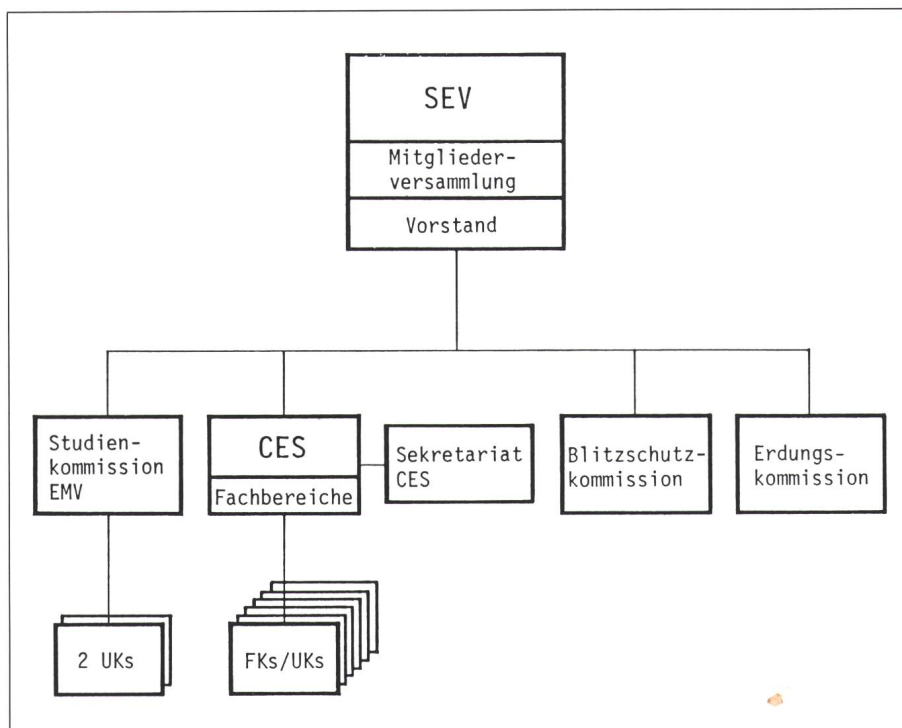 SEV
Mitglieder-
versammlung
Vorstand
Studien-
kommission
EMV
CES
Fachbereiche
Sekretariat
CES
Blitzschutz-
kommission
Erdungs-
kommission
2 UKs
FKs/UKs